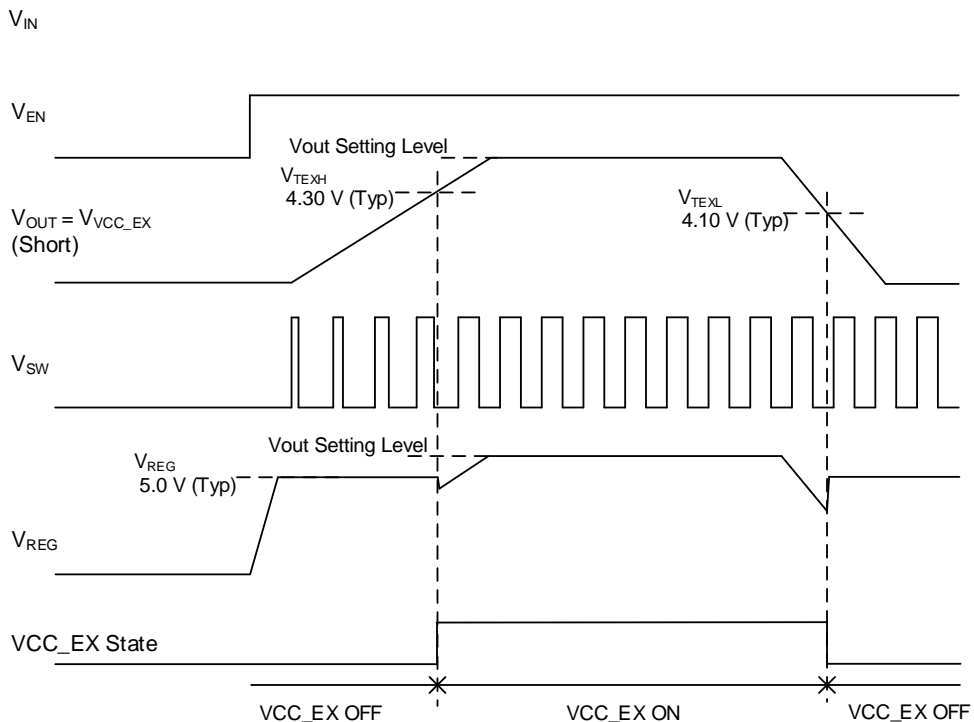 VIN
VEN
Vout Setting Level
VTEXH
4.30 V (Typ)
VTEXL
4.10 V (Typ)
VOUT = VVCC_EX
(Short)
VSW
Vout Setting Level
VREG
5.0 V (Typ)
VREG
VCC_EX State
VCC_EX OFF
VCC_EX ON
VCC_EX OFF